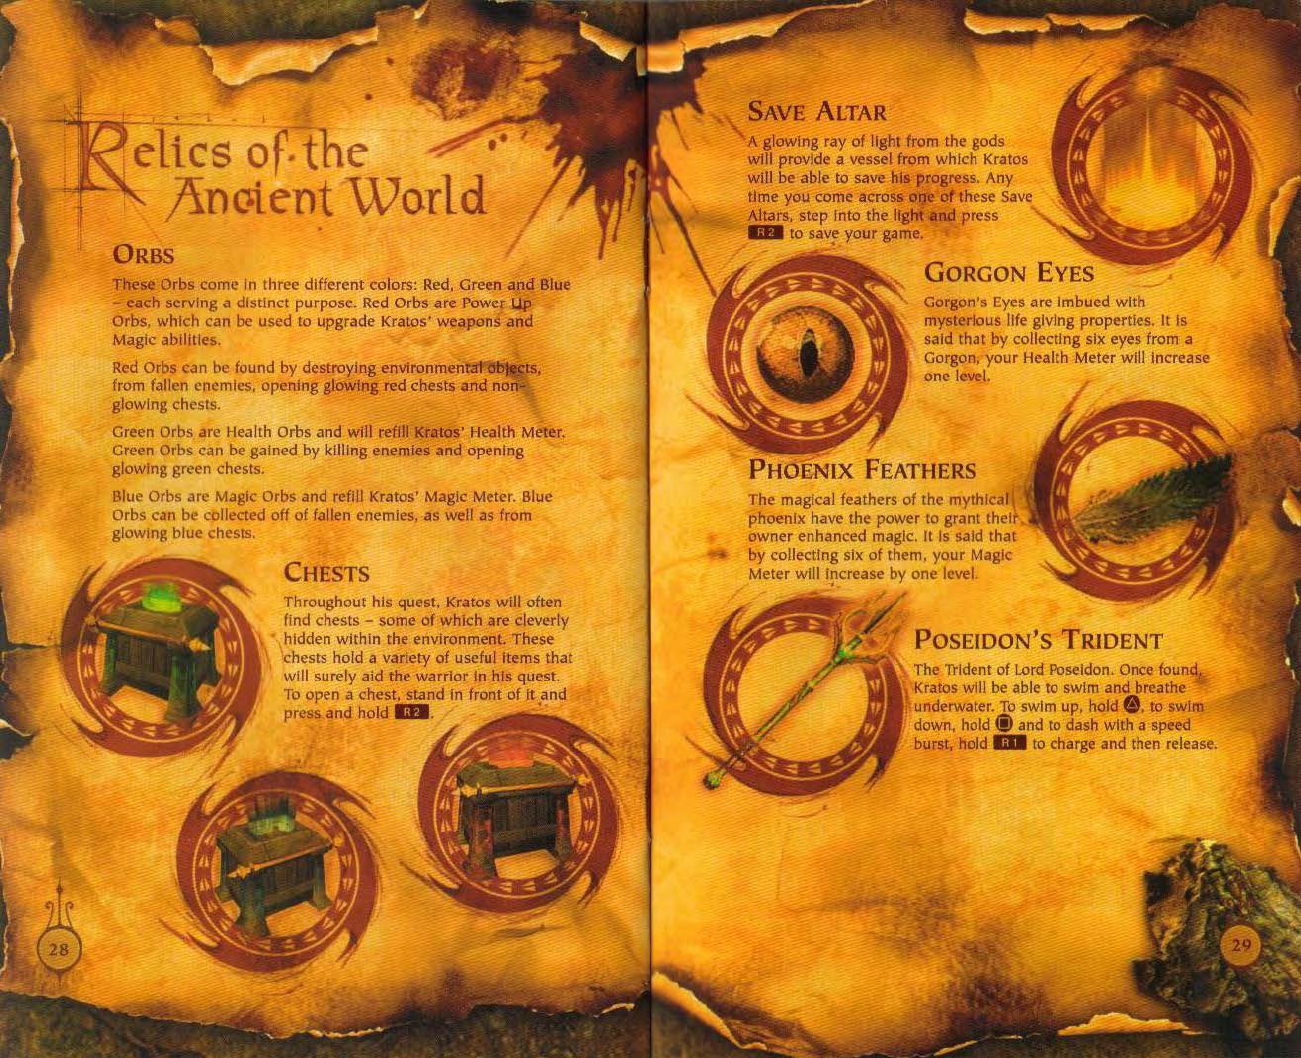 Relics of the
Ancient World
ORBS
These Orbs come in three different colors: Red, Green and Blue
– each serving a distinct purpose. Red Orbs are Power Up
Orbs, which can be used to upgrade Kratos' weapons and
Magic abilities.
Red Orbs can be found by destroying environmental objects,
from fallen enemies, opening glowing red chests and non-
glowing chests.
Green Orbs are Health Orbs and will refill Kratos' Health Meter.
Green Orbs can be gained by killing enemies and opening
glowing green chests.
Blue Orbs are Magic Orbs and refill Kratos' Magic Meter. Blue
Orbs can be collected off of fallen enemies, as well as from
glowing blue chests.
CHESTS
Throughout his quest, Kratos will often
find chests – some of which are cleverly
hidden within the environment. These
chests hold a variety of useful items that
will surely aid the warrior in his quest.
To open a chest, stand in front of it and
press and hold R2.
28
SAVE ALTAR
A glowing ray of light from the gods
will provide a vessel from which Kratos
will be able to save his progress. Any
time you come across one of these Save
Altars, step into the light and press
R2 to save your game.
GORGON EYES
Gorgon's Eyes are imbued with
mysterious life giving properties. It is
said that by collecting six eyes from a
Gorgon, your Health Meter will increase
one level.
PHOENIX FEATHERS
The magical feathers of the mythical
phoenix have the power to grant their
owner enhanced magic. It is said that
by collecting six of them, your Magic
Meter will increase by one level.
POSEIDON'S TRIDENT
The Trident of Lord Poseidon. Once found,
Kratos will be able to swim and breathe
underwater. To swim up, hold △, to swim
down, hold □ and to dash with a speed
burst, hold R1 to charge and then release.
29